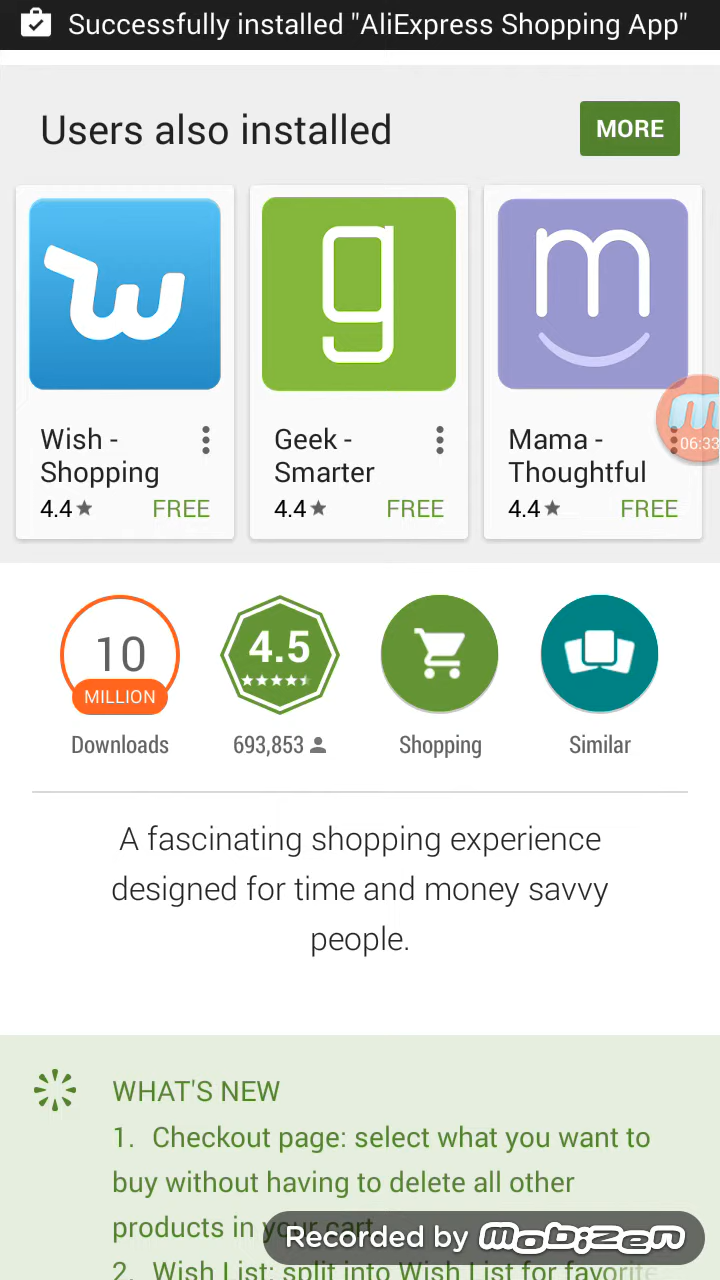 Successfully installed "AliExpress Shopping App"
Users also installed
MORE
w
g
m
m
06:33
Wish -
Shopping
4.4 FREE
Geek -
Smarter
4.4 FREE
Mama -
Thoughtful
4.4 FREE
10
MILLION
Downloads
4.5
693,853
Shopping
Similar
A fascinating shopping experience
designed for time and money savvy
people.
WHAT'S NEW
1. Checkout page: select what you want to
buy without having to delete all other
products in your cart
Recorded by mobizen
2. Wish List: split into Wish List for favorite